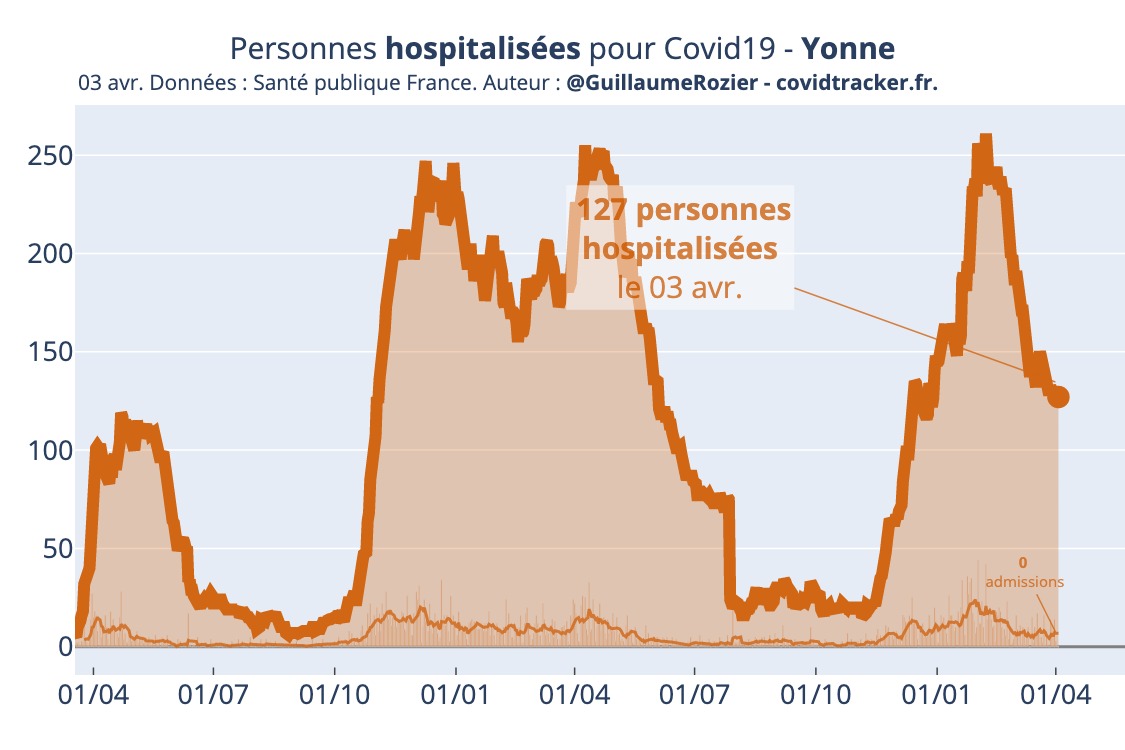 Personnes hospitalisées pour Covid19 - Yonne
03 avr. Données : Santé publique France. Auteur : @GuillaumeRozier - covidtracker.fr.
250
200
150
100
50
0
127 personnes
hospitalisées
le 03 avr.
0
admissions
01/04 01/07 01/10 01/01 01/04 01/07 01/10 01/01 01/04